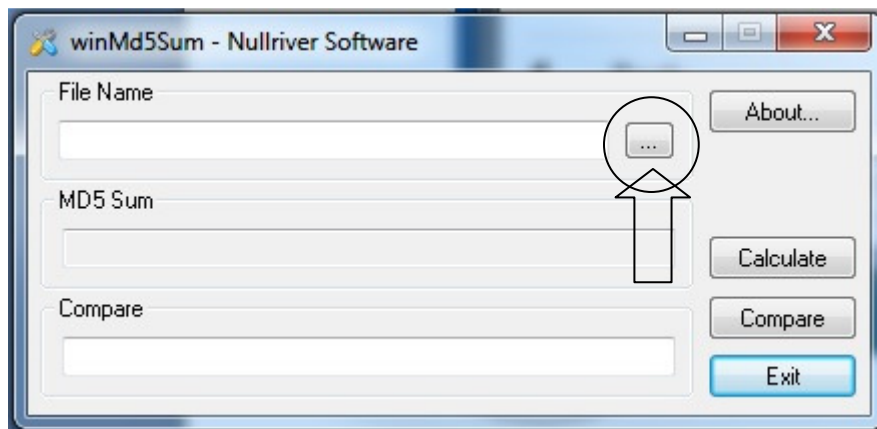 winMd5Sum - Nullriver Software
File Name
...
About...
MD5 Sum
Calculate
Compare
Compare
Exit